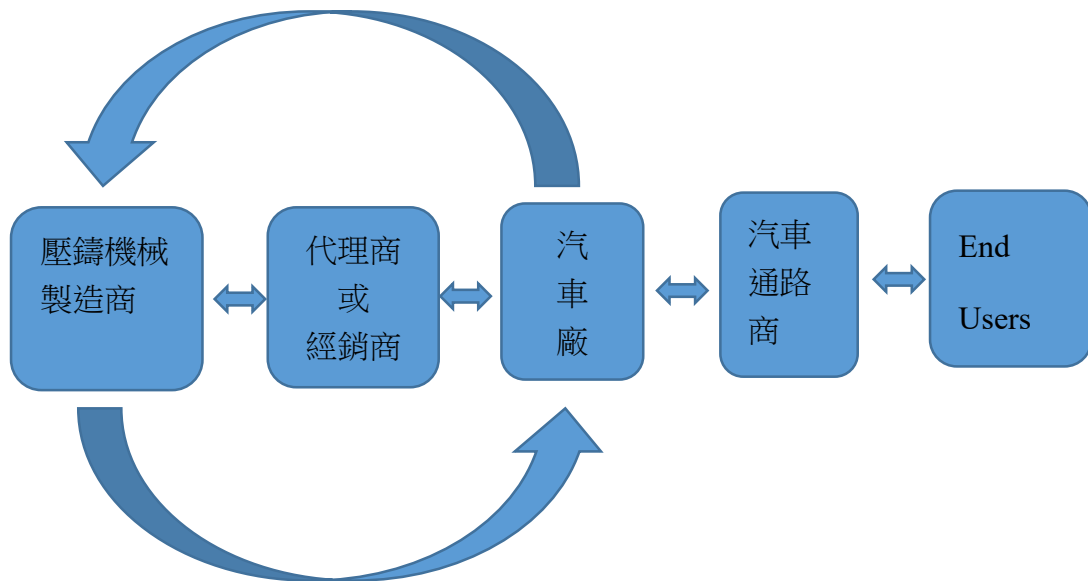 壓鑄機械
製造商
代理商
或
經銷商
汽
車
廠
汽車
通路
商
End
Users